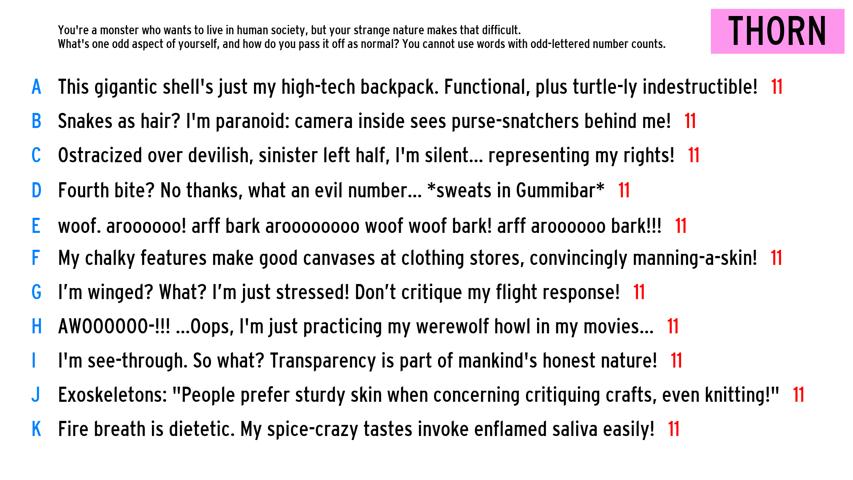 You're a monster who wants to live in human society, but your strange nature makes that difficult.
What's one odd aspect of yourself, and how do you pass it off as normal? You cannot use words with odd-lettered number counts.
THORN
A This gigantic shell's just my high-tech backpack. Functional, plus turtle-ly indestructible! 11
B Snakes as hair? I'm paranoid: camera inside sees purse-snatchers behind me! 11
C Ostracized over devilish, sinister left half, I'm silent... representing my rights! 11
D Fourth bite? No thanks, what an evil number... *sweats in Gummibar* 11
E woof. aroooooo! arff bark aroooooooo woof woof bark! arff aroooooo bark!!! 11
F My chalky features make good canvases at clothing stores, convincingly manning-a-skin! 11
G I’m winged? What? I’m just stressed! Don’t critique my flight response! 11
H AWOOOOOO-!!! ...Oops, I'm just practicing my werewolf howl in my movies... 11
I I'm see-through. So what? Transparency is part of mankind's honest nature! 11
J Exoskeletons: "People prefer sturdy skin when concerning critiquing crafts, even knitting!" 11
K Fire breath is dietetic. My spice-crazy tastes invoke enflamed saliva easily! 11